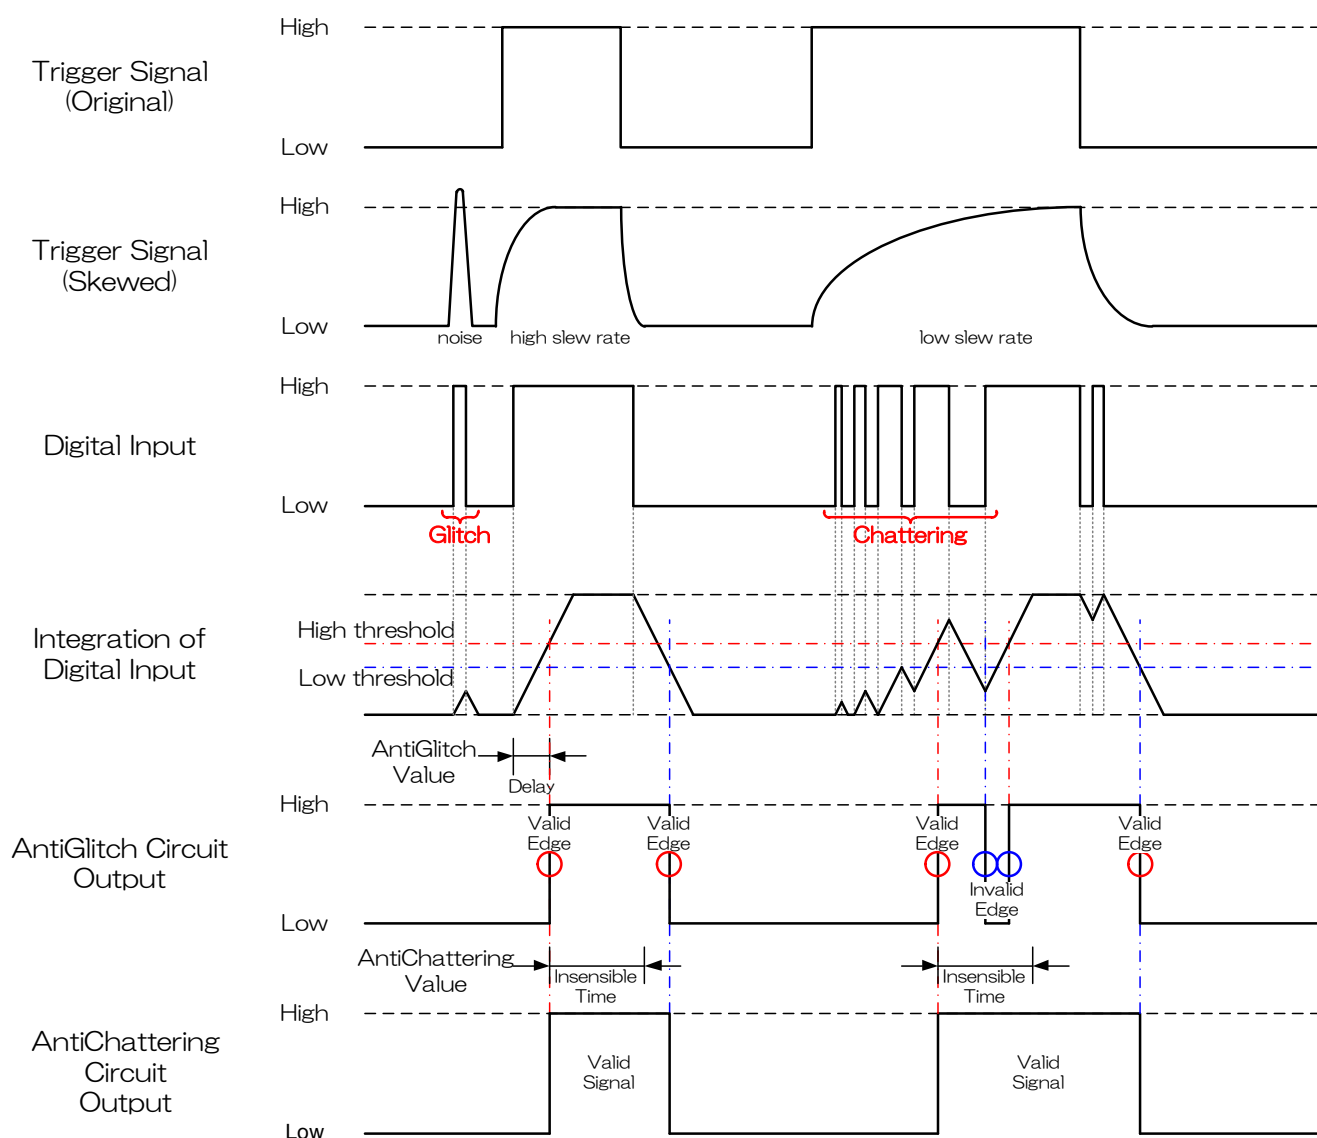 High
Trigger Signal
(Original)
Low
High
Trigger Signal
(Skewed)
Low
noise
high slew rate
low slew rate
High
Digital Input
Low
Glitch
Chattering
High threshold
Integration of
Digital Input
Low threshold
AntiGlitch
Value
Delay
High
Valid
Edge
Valid
Edge
Valid
Edge
Valid
Edge
AntiGlitch Circuit
Output
Invalid
Edge
Low
AntiChattering
Value
Insensible
Time
Insensible
Time
High
AntiChattering
Circuit
Output
Valid
Signal
Valid
Signal
Low